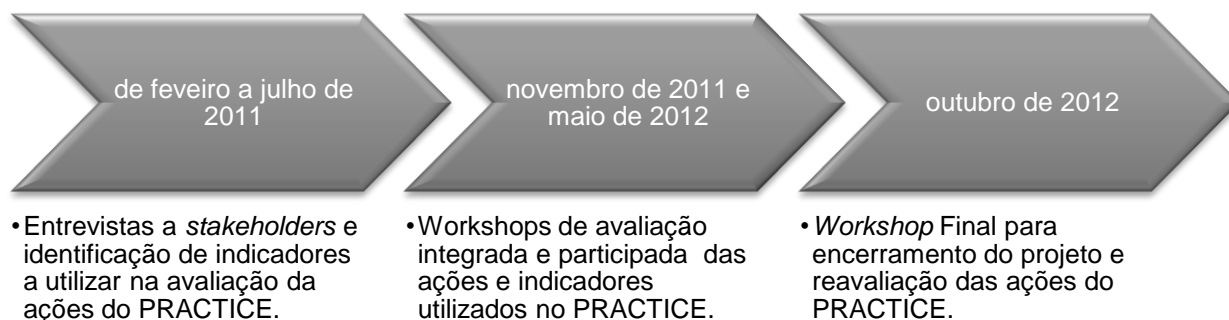 de feveiro a julho de
2011
novembro de 2011 e
maio de 2012
outubro de 2012
•Entrevistas a stakeholders e
identificação de indicadores
a utilizar na avaliação da
ações do PRACTICE.
•Workshops de avaliação
integrada e participada das
ações e indicadores
utilizados no PRACTICE.
•Workshop Final para
encerramento do projeto e
reavaliação das ações do
PRACTICE.